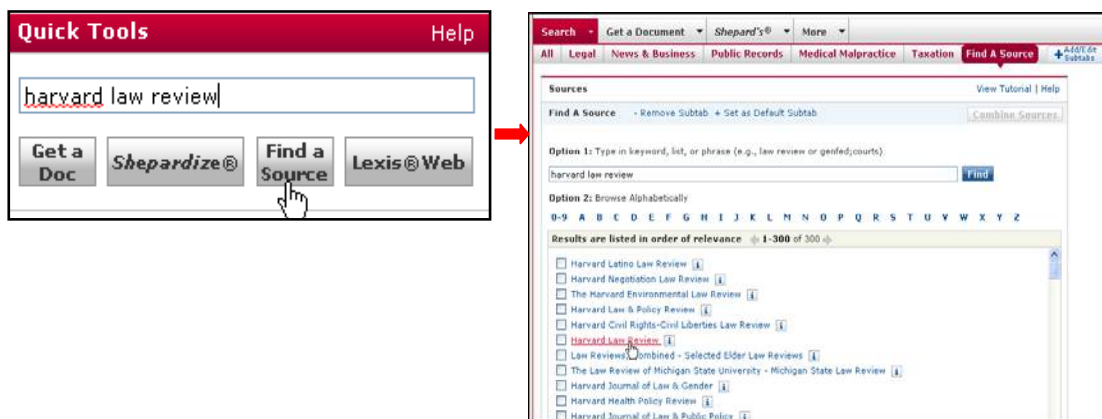 Quick Tools Help
harvard law review
Get a Doc Shepardize® Find a Source Lexis®Web
Search Get a Document Shepard's® More
All Legal News & Business Public Records Medical Malpractice Taxation Find A Source Add/Edit Subtabs
Sources View Tutorial | Help
Find A Source - Remove Subtab + Set as Default Subtab Combine Sources
Option 1: Type in keyword, list, or phrase (e.g., law review or genfed;courts)
harvard law review Find
Option 2: Browse Alphabetically
0-9 A B C D E F G H I J K L M N O P Q R S T U V W X Y Z
Results are listed in order of relevance 1-300 of 300
Harvard Latino Law Review
Harvard Negotiation Law Review
The Harvard Environmental Law Review
Harvard Law & Policy Review
Harvard Civil Rights-Civil Liberties Law Review
Harvard Law Review
Law Reviews, Combined - Selected Elder Law Reviews
The Law Review of Michigan State University - Michigan State Law Review
Harvard Journal of Law & Gender
Harvard Health Policy Review
Harvard Journal of Law & Public Policy